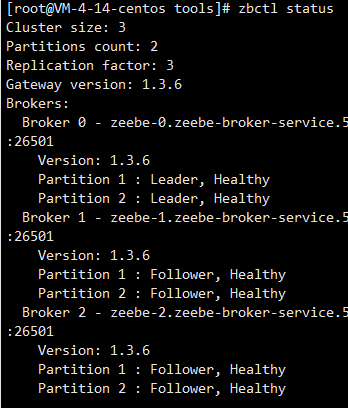 [root@VM-4-14-centos tools]# zbctl status
Cluster size: 3
Partitions count: 2
Replication factor: 3
Gateway version: 1.3.6
Brokers:
  Broker 0 - zeebe-0.zeebe-broker-service.5
:26501
    Version: 1.3.6
    Partition 1 : Leader, Healthy
    Partition 2 : Leader, Healthy
  Broker 1 - zeebe-1.zeebe-broker-service.5
:26501
    Version: 1.3.6
    Partition 1 : Follower, Healthy
    Partition 2 : Follower, Healthy
  Broker 2 - zeebe-2.zeebe-broker-service.5
:26501
    Version: 1.3.6
    Partition 1 : Follower, Healthy
    Partition 2 : Follower, Healthy